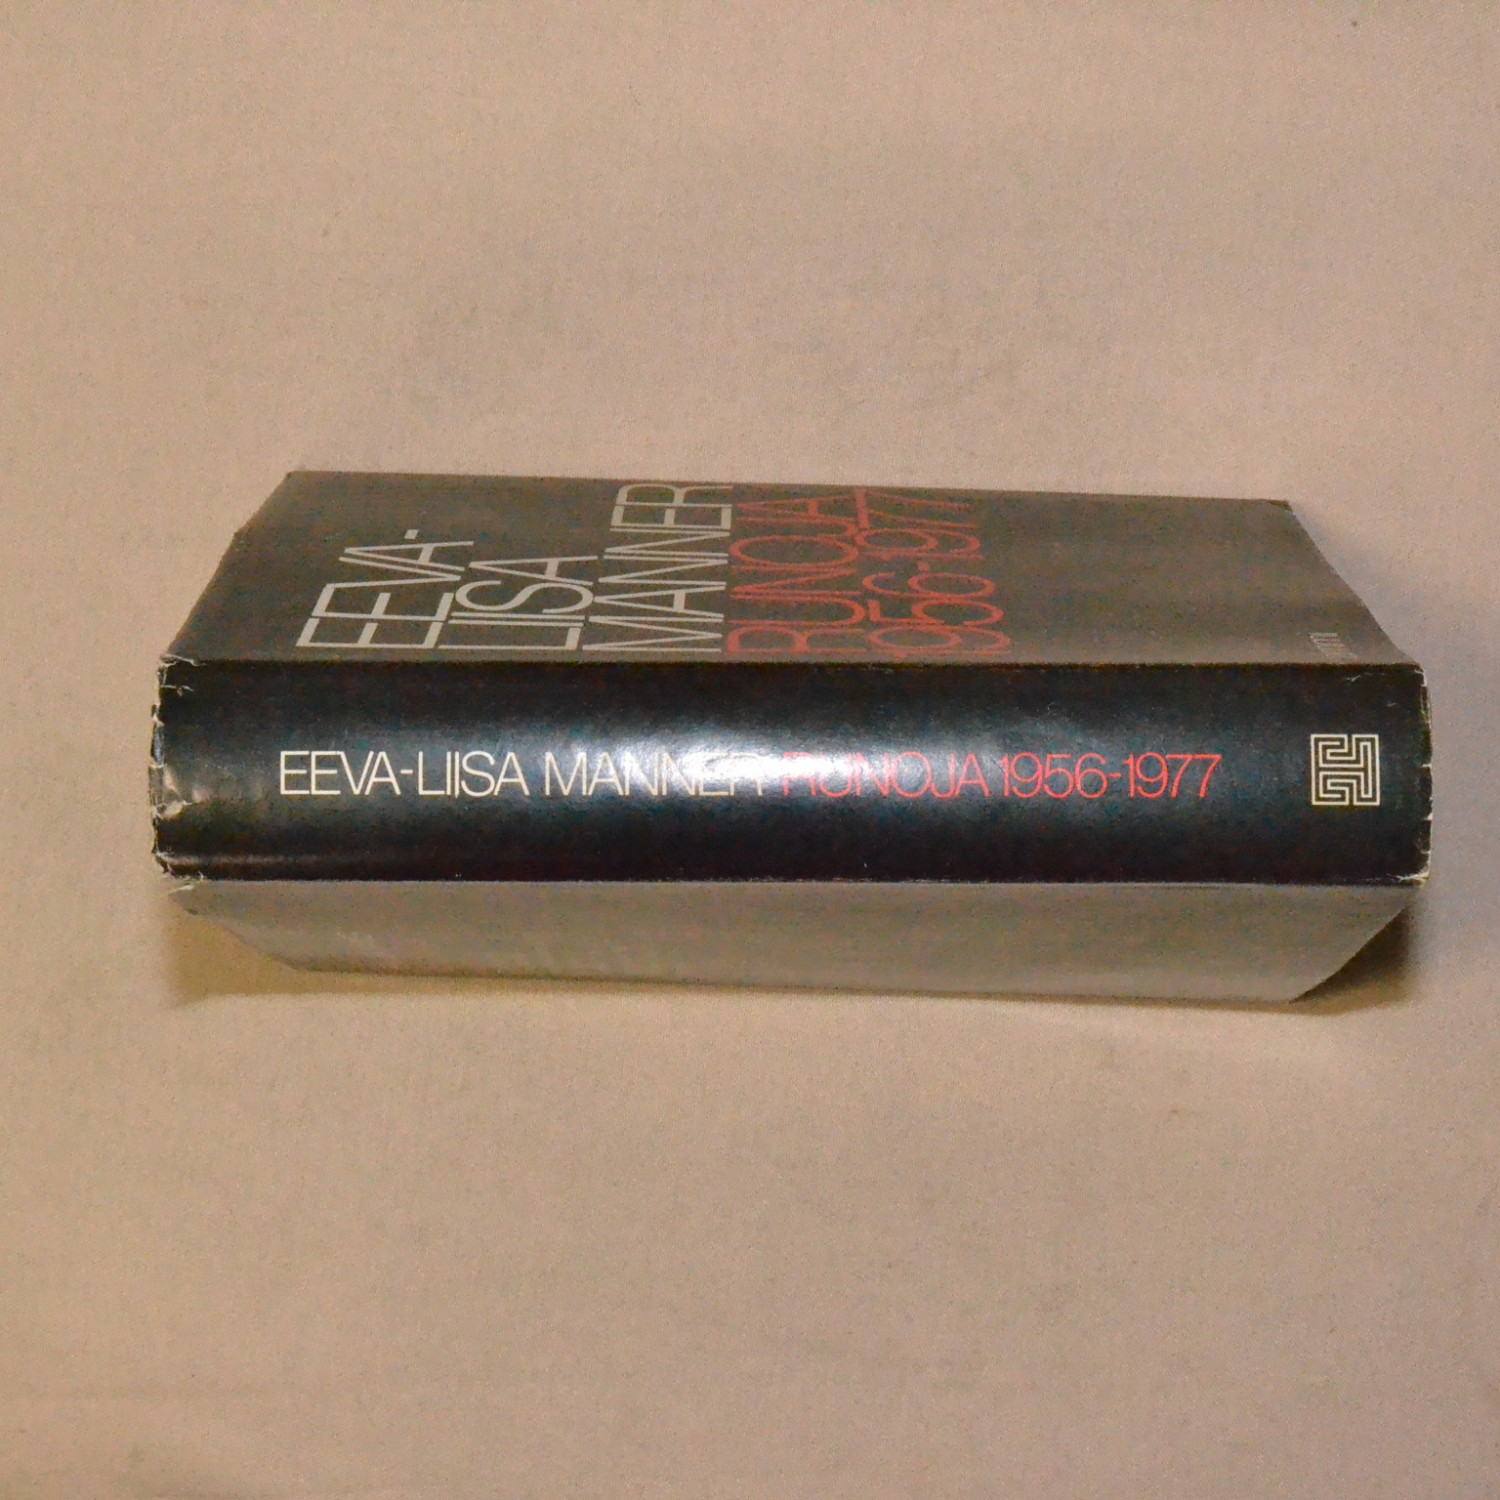 EEVA-
LIISA
MANNER
RUNOJA
1956-1977
EEVA-LIISA MANNER RUNOJA 1956-1977